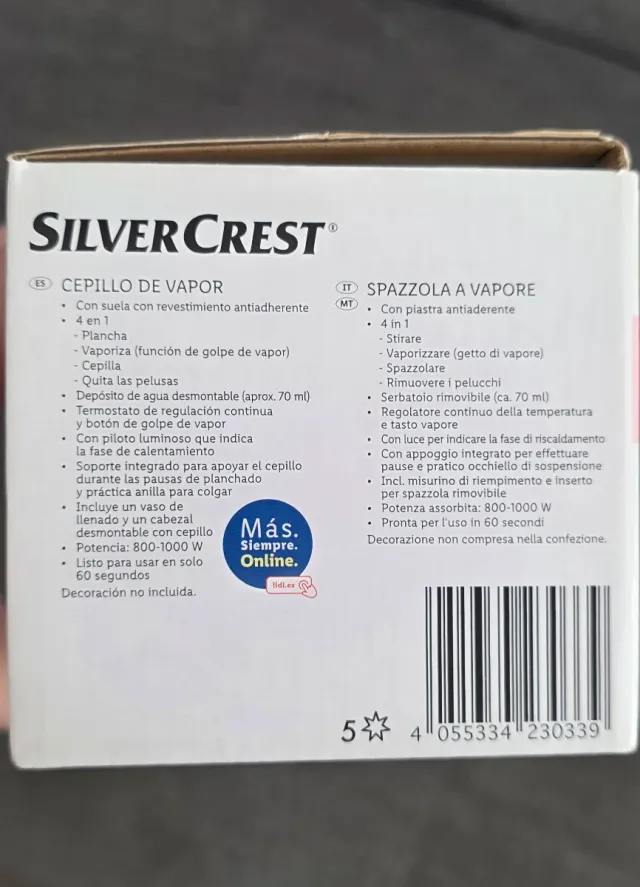 SILVERCREST®
ES CEPILLO DE VAPOR
• Con suela con revestimiento antiadherente
• 4 en 1
- Plancha
- Vaporiza (función de golpe de vapor)
- Cepilla
- Quita las pelusas
• Depósito de agua desmontable (aprox. 70 ml)
• Termostato de regulación continua
y botón de golpe de vapor
• Con piloto luminoso que indica
la fase de calentamiento
• Soporte integrado para apoyar el cepillo
durante las pausas de planchado
y práctica anilla para colgar
• Incluye un vaso de
llenado y un cabezal
desmontable con cepillo
• Potencia: 800-1000 W
• Listo para usar en solo
60 segundos
Decoración no incluida.
Más.
Siempre.
Online.
lidl.es
IT MT SPAZZOLA A VAPORE
• Con piastra antiaderente
• 4 in 1
- Stirare
- Vaporizzare (getto di vapore)
- Spazzolare
- Rimuovere i pelucchi
• Serbatoio rimovibile (ca. 70 ml)
• Regolatore continuo della temperatura
e tasto vapore
• Con luce per indicare la fase di riscaldamento
• Con appoggio integrato per effettuare
pause e pratico occhiello di sospensione
• Incl. misurino di riempimento e inserto
per spazzola rimovibile
• Potenza assorbita: 800-1000 W
• Pronta per l'uso in 60 secondi
Decorazione non compresa nella confezione.
5
4 055334 230339